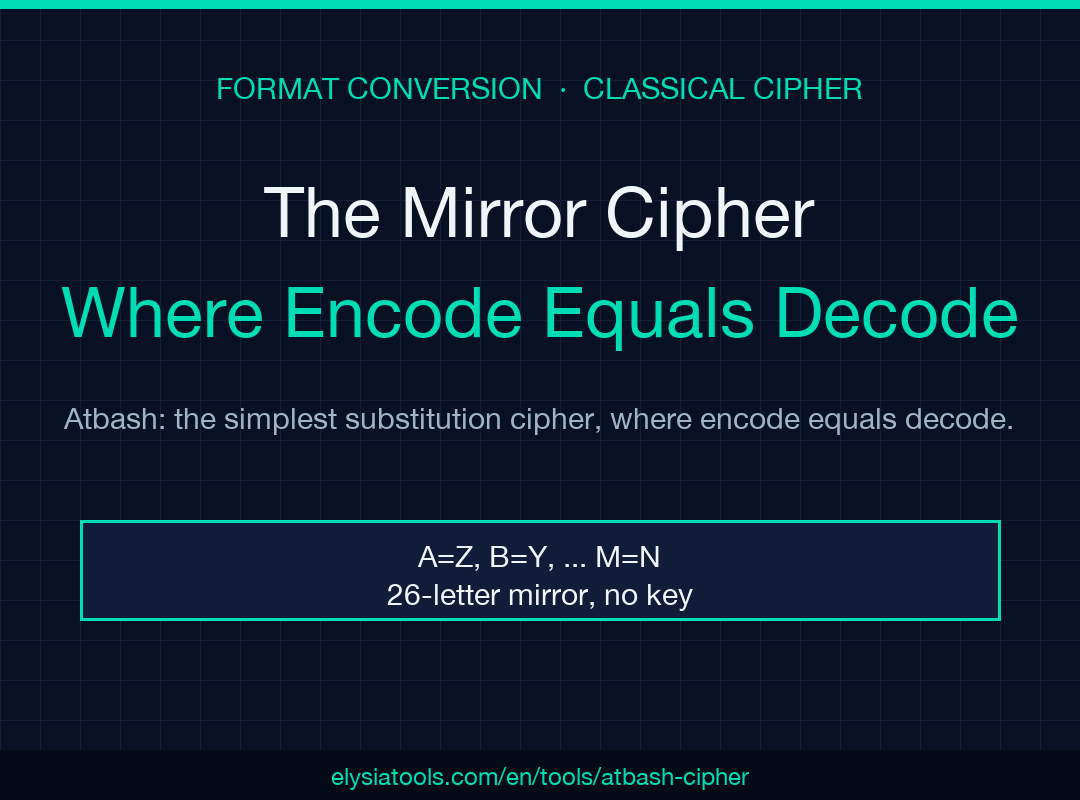 FORMAT CONVERSION · CLASSICAL CIPHER
The Mirror Cipher
Where Encode Equals Decode
Atbash: the simplest substitution cipher, where encode equals decode.
A=Z, B=Y, ... M=N
26-letter mirror, no key
elysiatools.com/en/tools/atbash-cipher